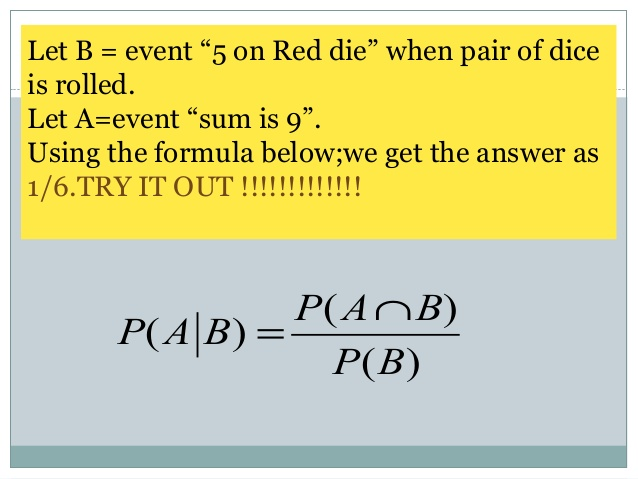 Let B = event “5 on Red die” when pair of dice
is rolled.
Let A=event “sum is 9”.
Using the formula below;we get the answer as
1/6.TRY IT OUT !!!!!!!!!!!!!
P(A|B) = P(A∩B) / P(B)